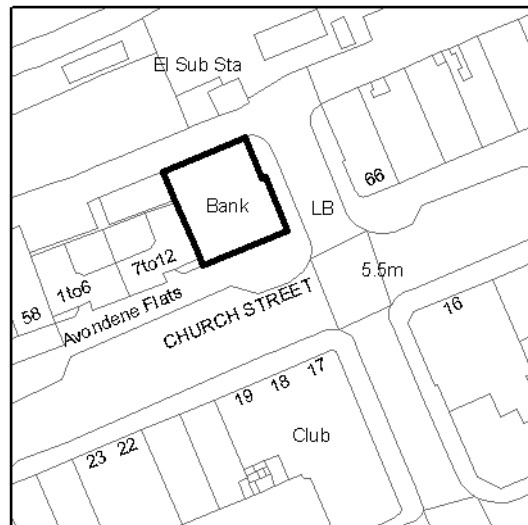 El Sub Sta
66
Bank
LB
7to12
1to6
58
5.5m
Avondene Flats
CHURCH STREET
16
17
18
19
Club
22
23